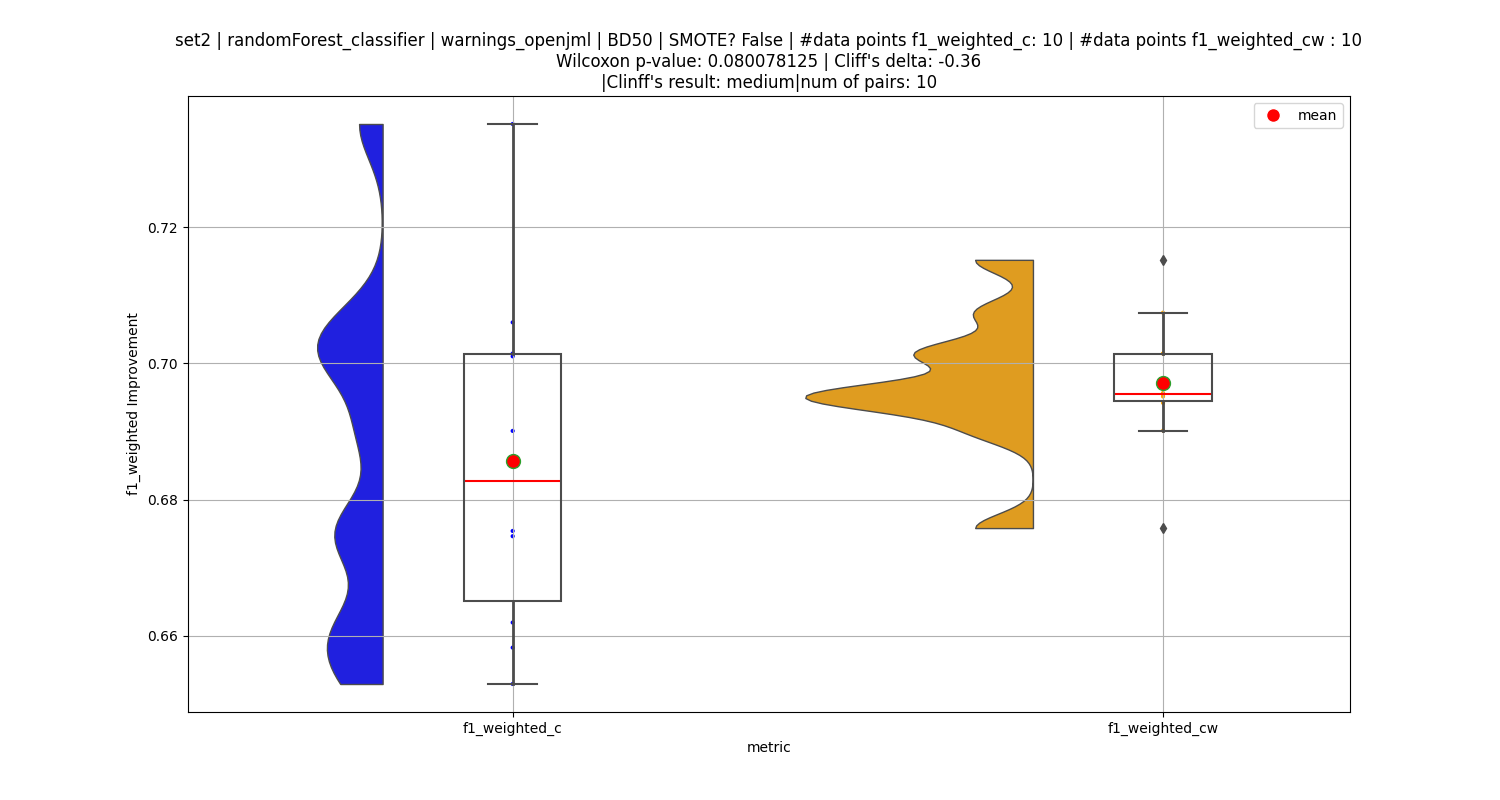 set2 | randomForest_classifier | warnings_openjml | BD50 | SMOTE? False | #data points f1_weighted_c: 10 | #data points f1_weighted_cw : 10
Wilcoxon p-value: 0.080078125 | Cliff's delta: -0.36
|Clinff's result: medium|num of pairs: 10
mean
0.72
0.70
0.68
0.66
f1_weighted Improvement
f1_weighted_c
f1_weighted_cw
metric